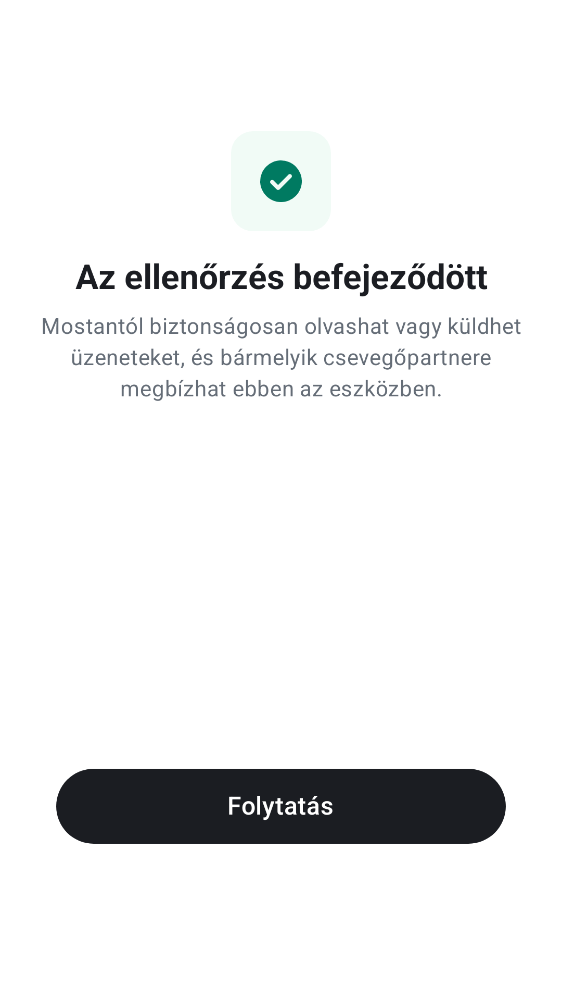 Az ellenőrzés befejeződött
Mostantól biztonságosan olvashat vagy küldhet
üzeneteket, és bármelyik csevegőpartnere
megbízhat ebben az eszközben.
Folytatás